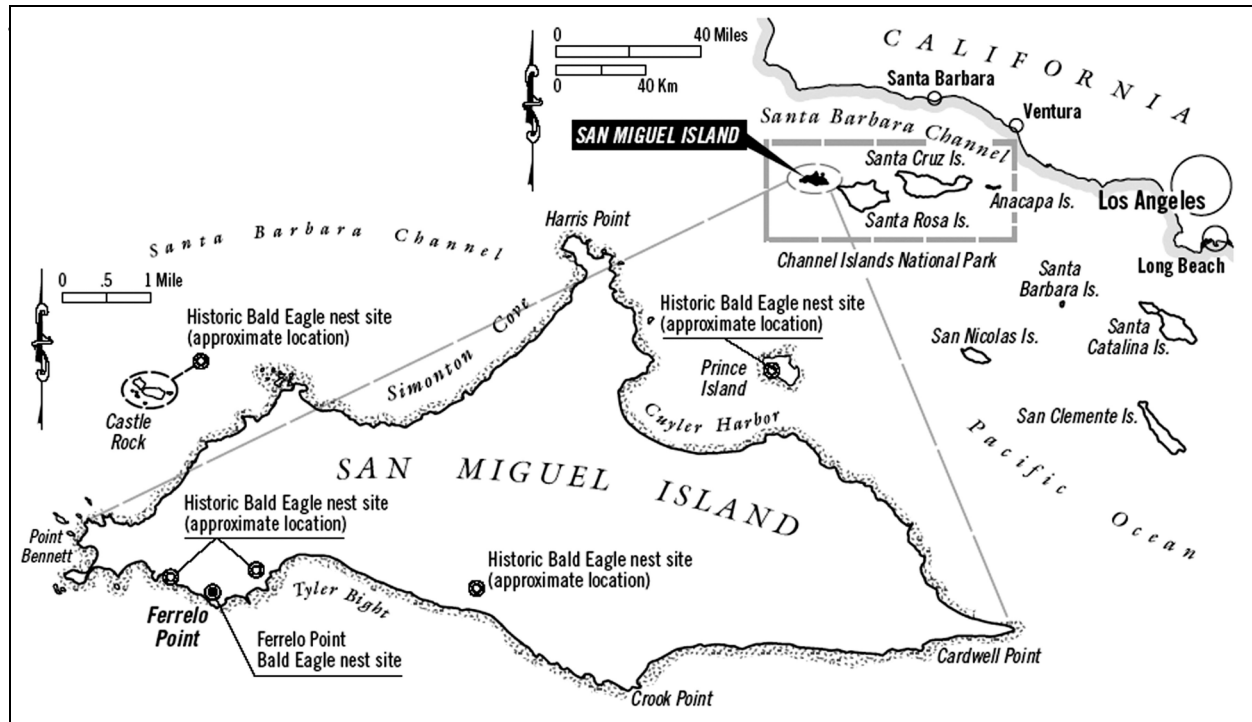 0 40 Miles
0 40 Km
CALIFORNIA
Santa Barbara
Ventura
Santa Barbara Channel
SAN MIGUEL ISLAND
Santa Cruz Is.
Anacapa Is.
Los Angeles
Santa Rosa Is.
Channel Islands National Park
Long Beach
Santa
Barbara Is.
San Nicolas Is.
Santa
Catalina Is.
San Clemente Is.
Pacific Ocean
Harris Point
Santa Barbara Channel
0 .5 1 Mile
Historic Bald Eagle nest site
(approximate location)
Castle
Rock
Simonton Cove
Historic Bald Eagle nest site
(approximate location)
Prince
Island
Cuyler Harbor
SAN MIGUEL ISLAND
Historic Bald Eagle nest site
(approximate location)
Point
Bennett
Historic Bald Eagle nest site
(approximate location)
Tyler Bight
Ferrelo
Point
Ferrelo Point
Bald Eagle nest site
Crook Point
Cardwell Point